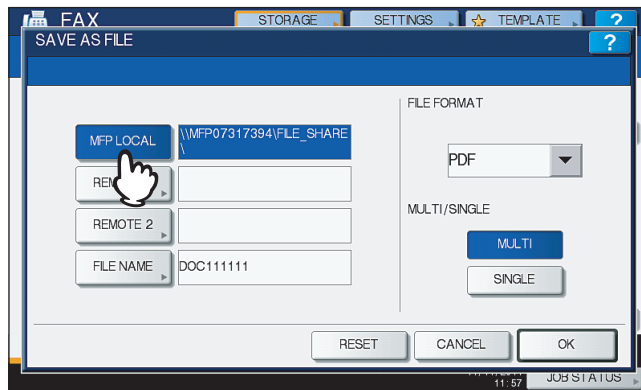 FAX
STORAGE
SETTINGS
TEMPLATE
?
SAVE AS FILE
?
MFP LOCAL
\\MFP07317394\FILE_SHARE
\
REMOTE 2
FILE NAME
DOC111111
FILE FORMAT
PDF
MULTI/SINGLE
MULTI
SINGLE
RESET
CANCEL
OK
11:57
JOB STATUS